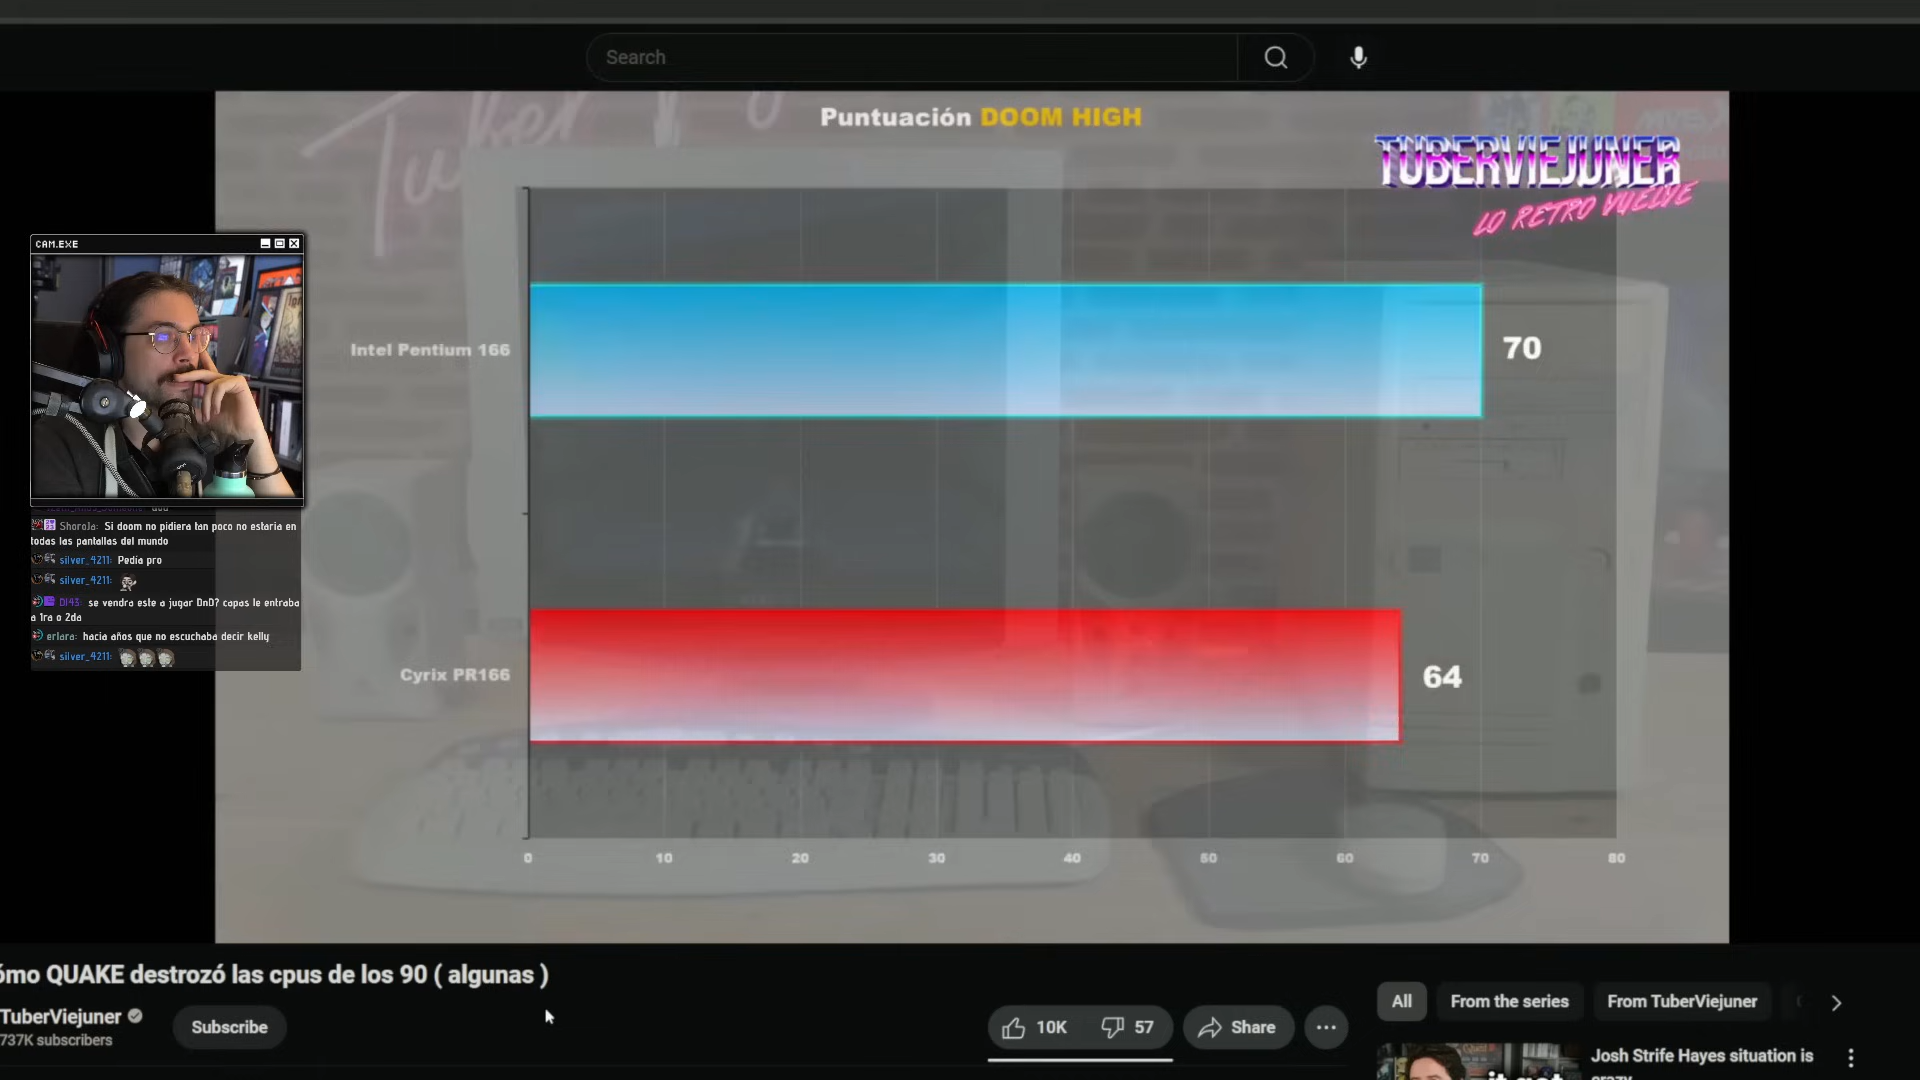 Search
Puntuación DOOM HIGH
TUBERVIEJUNER
LO RETRO VUELVE
CAM.EXE
Intel Pentium 166
70
Cyrix PR166
64
0 10 20 30 40 50 60 70 80
ShoroJa: Si doom no pidiera tan poco no estaria en
todas las pantallas del mundo
silver_4211: Pedia pro
silver_4211:
D143: se vendra este a jugar DnD? capas le entraba
a 1ra o 2da
erlara: hacia años que no escuchaba decir kelly
silver_4211:
ómo QUAKE destrozó las cpus de los 90 ( algunas )
TuberViejuner
737K subscribers
Subscribe
10K
57
Share
All
From the series
From TuberViejuner
Josh Strife Hayes situation is